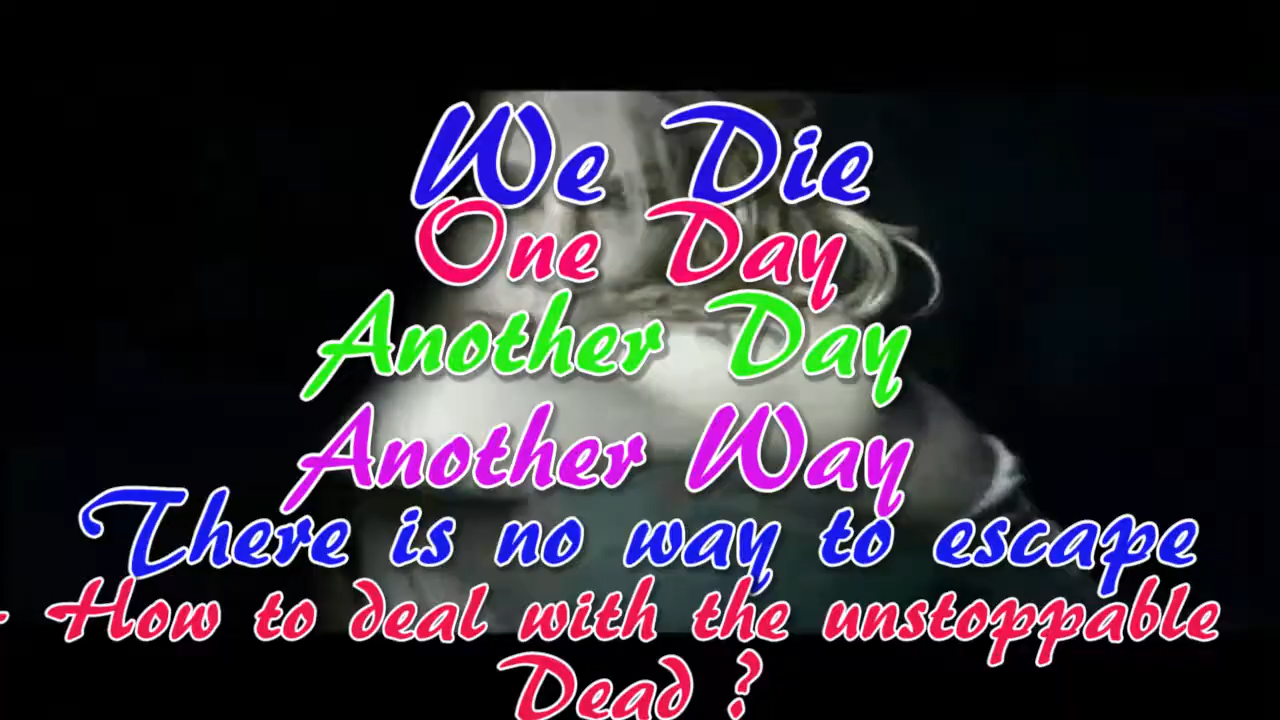 We Die
One Day
Another Day
Another Way
There is no way to escape
- How to deal with the unstoppable
Dead ?